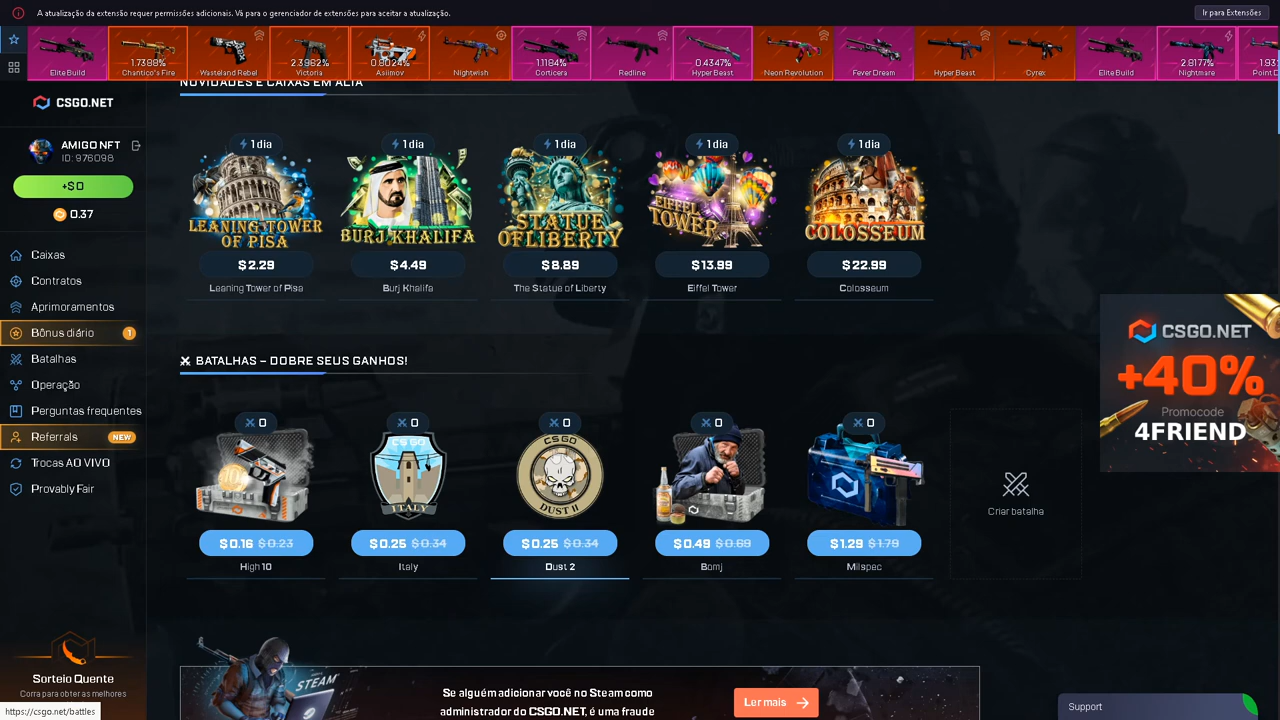 A atualização da extensão requer permissões adicionais. Vá para o gerenciador de extensões para aceitar a atualização.
Ir para Extensões
Elite Build
1.7388%
Chantico's Fire
Wasteland Rebel
2.3962%
Victoria
0.8024%
Asiimov
Nightwish
1.1184%
Corticera
Redline
0.4347%
Hyper Beast
Neon Revolution
Fever Dream
Hyper Beast
Cyrex
Elite Build
2.8177%
Nightmare
CSGO.NET
AMIGO NFT
ID: 976098
+$0
0.37
Caixas
Contratos
Aprimoramentos
Bônus diário 1
Batalhas
Operação
Perguntas frequentes
Referrals NEW
Trocas AO VIVO
Provably Fair
Sorteio Quente
Corra para obter as melhores
https://csgo.net/battles
NOVIDADES E CAIXAS EM ALTA
1 dia
LEANING TOWER
OF PISA
$2.29
Leaning Tower of Pisa
1 dia
BURJ KHALIFA
$4.49
Burj Khalifa
1 dia
STATUE
OF LIBERTY
$8.89
The Statue of Liberty
1 dia
EIFFEL
TOWER
$13.99
Eiffel Tower
1 dia
COLOSSEUM
$22.99
Colosseum
BATALHAS – DOBRE SEUS GANHOS!
0
$0.16 $0.23
High 10
0
CS GO
ITALY
$0.25 $0.34
Italy
0
CS GO
DUST II
$0.25 $0.34
Dust 2
0
$0.49 $0.69
Bomj
0
$1.29 $1.79
Milspec
Criar batalha
CSGO.NET
+40%
Promocode
4FRIEND
STEAM
Se alguém adicionar você no Steam como
administrador do CSGO.NET, é uma fraude
Ler mais
Support